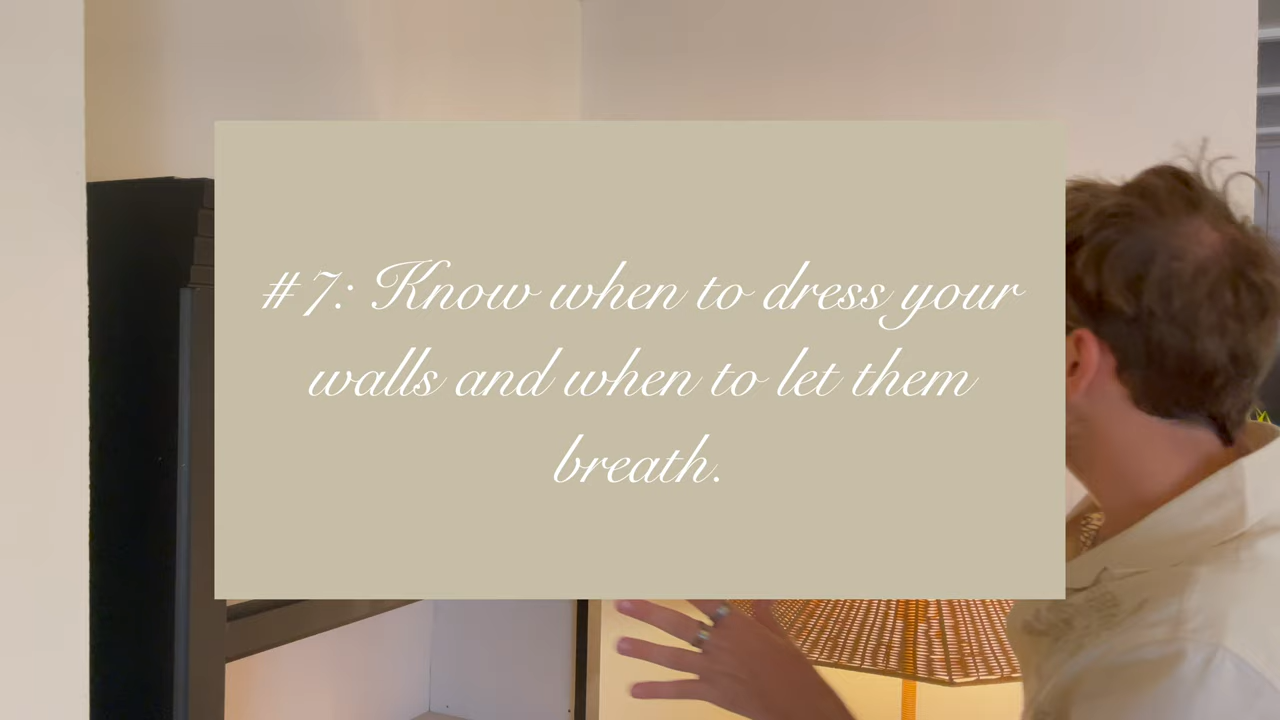 #7: Know when to dress your
walls and when to let them
breath.